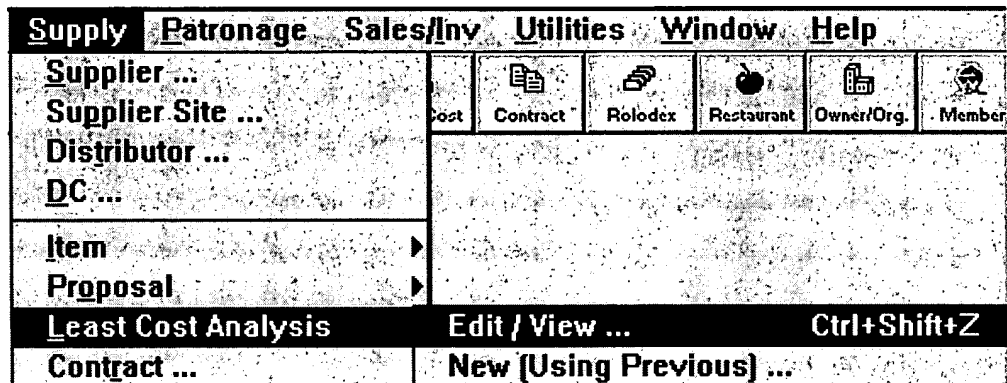 Supply Patronage Sales/Inv Utilities Window Help
Supplier ...
Supplier Site ...
Distributor ...
DC ...
Cost Contract Rolodex Restaurant Owner/Org. Member
Item
Proposal
Least Cost Analysis Edit / View ... Ctrl+Shift+Z
Contract ... New (Using Previous) ...